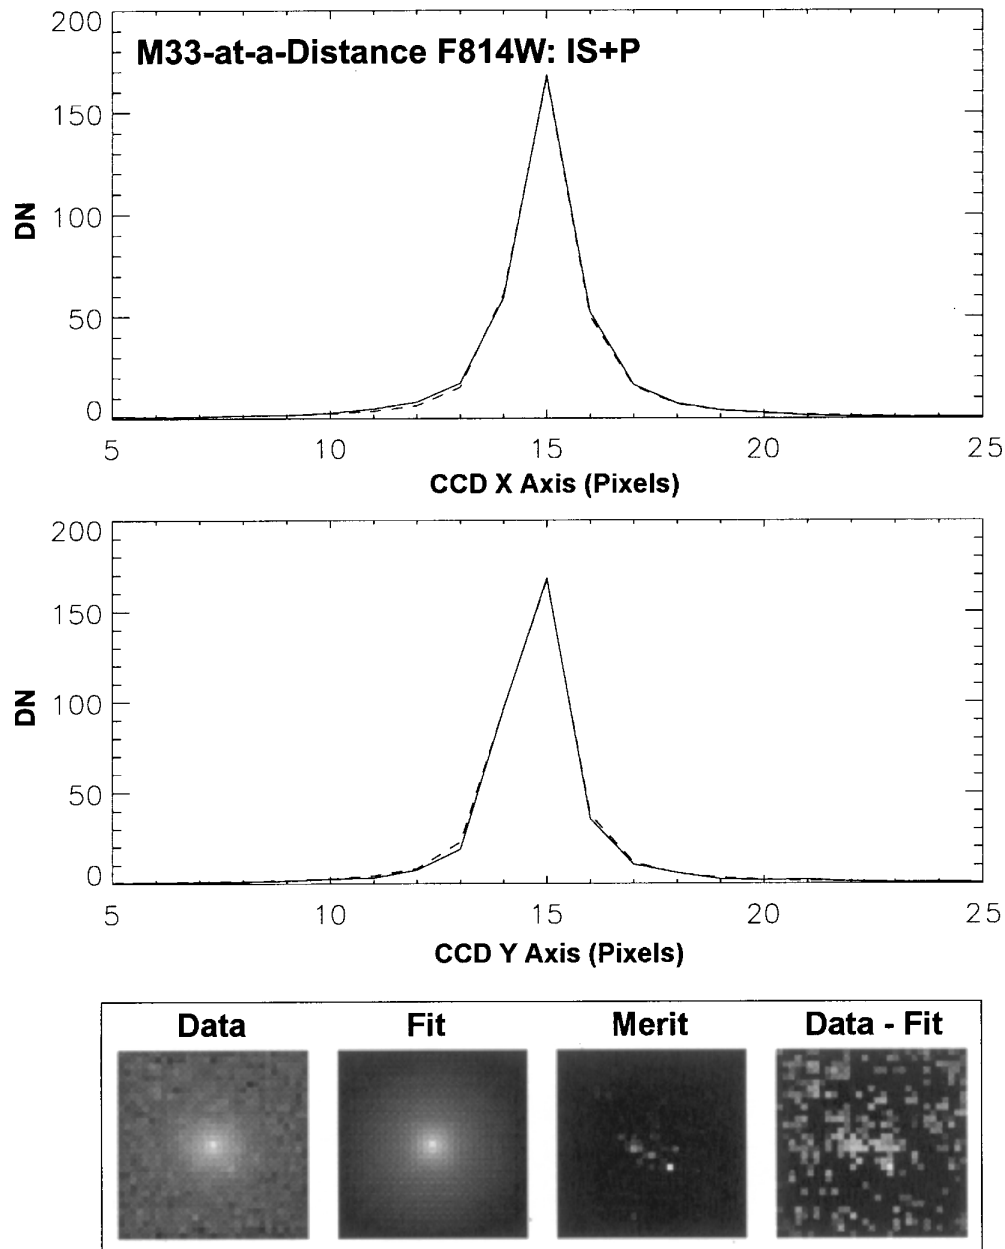 M33-at-a-Distance F814W: IS+P
200
150
100
50
0
DN
5 10 15 20 25
CCD X Axis (Pixels)
200
150
100
50
0
DN
5 10 15 20 25
CCD Y Axis (Pixels)
Data Fit Merit Data - Fit